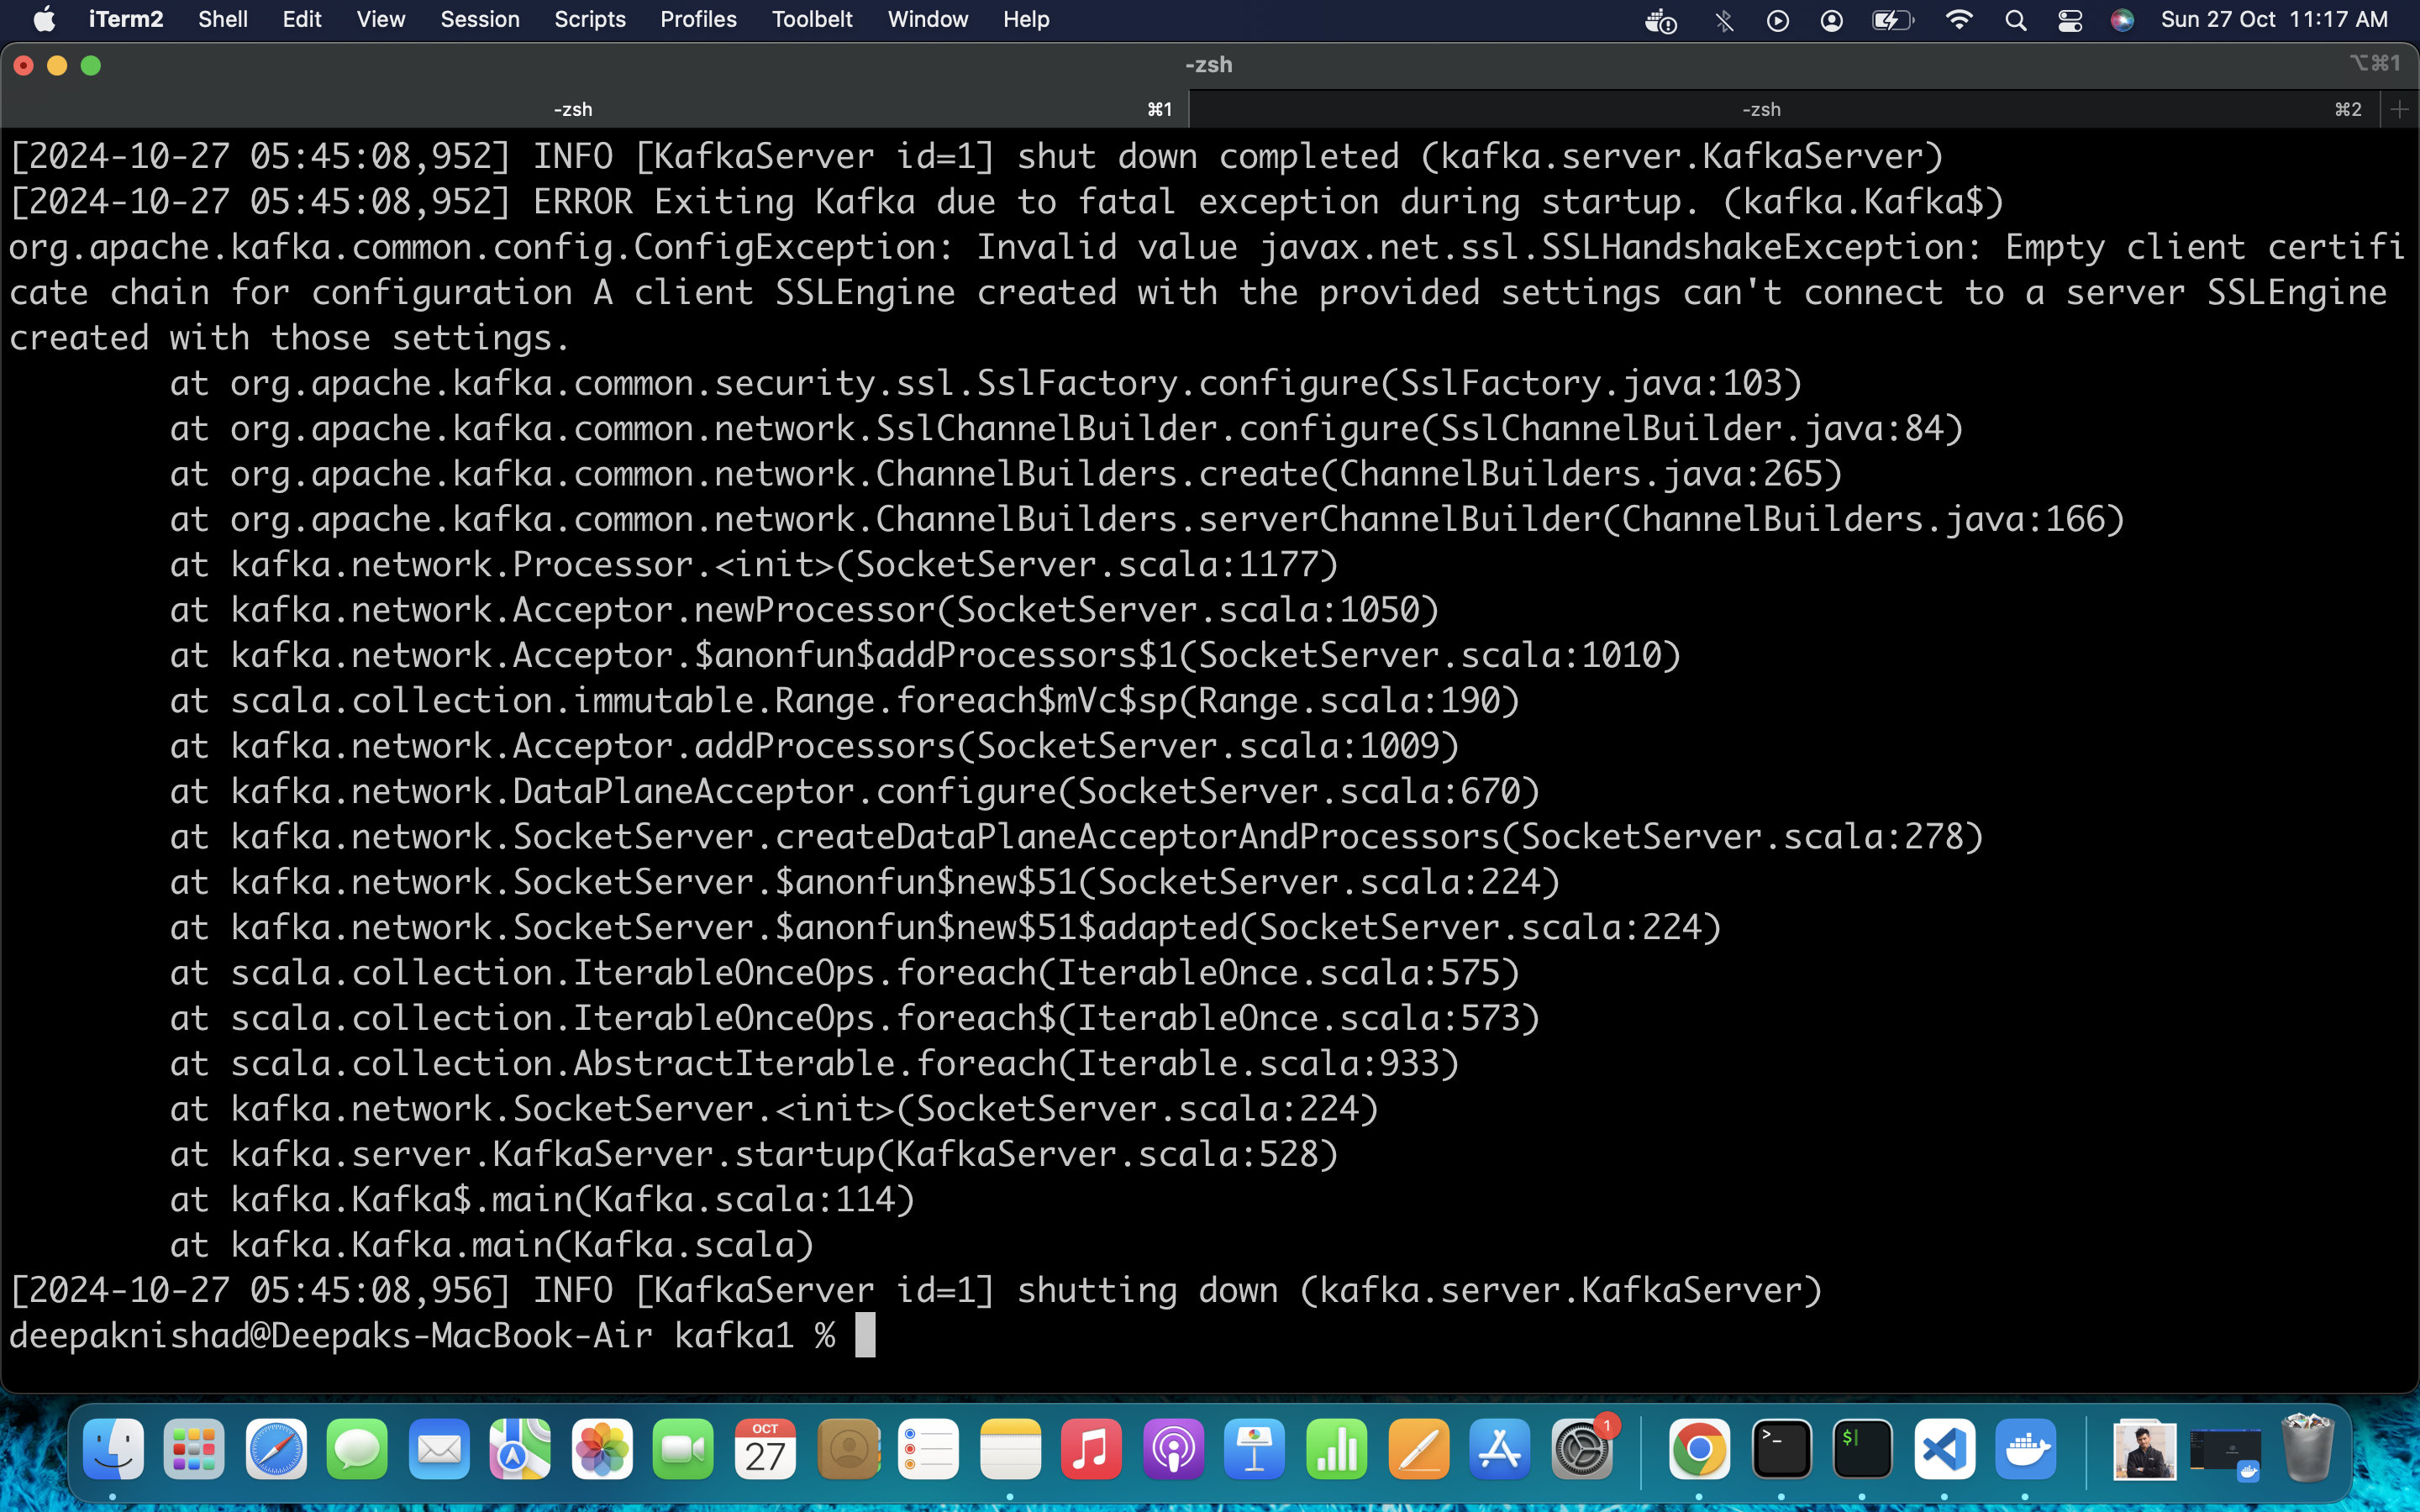 iTerm2 Shell Edit View Session Scripts Profiles Toolbelt Window Help Sun 27 Oct 11:17 AM
-zsh ⌥⌘1
-zsh ⌘1 -zsh ⌘2
[2024-10-27 05:45:08,952] INFO [KafkaServer id=1] shut down completed (kafka.server.KafkaServer)
[2024-10-27 05:45:08,952] ERROR Exiting Kafka due to fatal exception during startup. (kafka.Kafka$)
org.apache.kafka.common.config.ConfigException: Invalid value javax.net.ssl.SSLHandshakeException: Empty client certifi
cate chain for configuration A client SSLEngine created with the provided settings can't connect to a server SSLEngine
created with those settings.
at org.apache.kafka.common.security.ssl.SslFactory.configure(SslFactory.java:103)
at org.apache.kafka.common.network.SslChannelBuilder.configure(SslChannelBuilder.java:84)
at org.apache.kafka.common.network.ChannelBuilders.create(ChannelBuilders.java:265)
at org.apache.kafka.common.network.ChannelBuilders.serverChannelBuilder(ChannelBuilders.java:166)
at kafka.network.Processor.<init>(SocketServer.scala:1177)
at kafka.network.Acceptor.newProcessor(SocketServer.scala:1050)
at kafka.network.Acceptor.$anonfun$addProcessors$1(SocketServer.scala:1010)
at scala.collection.immutable.Range.foreach$mVc$sp(Range.scala:190)
at kafka.network.Acceptor.addProcessors(SocketServer.scala:1009)
at kafka.network.DataPlaneAcceptor.configure(SocketServer.scala:670)
at kafka.network.SocketServer.createDataPlaneAcceptorAndProcessors(SocketServer.scala:278)
at kafka.network.SocketServer.$anonfun$new$51(SocketServer.scala:224)
at kafka.network.SocketServer.$anonfun$new$51$adapted(SocketServer.scala:224)
at scala.collection.IterableOnceOps.foreach(IterableOnce.scala:575)
at scala.collection.IterableOnceOps.foreach$(IterableOnce.scala:573)
at scala.collection.AbstractIterable.foreach(Iterable.scala:933)
at kafka.network.SocketServer.<init>(SocketServer.scala:224)
at kafka.server.KafkaServer.startup(KafkaServer.scala:528)
at kafka.Kafka$.main(Kafka.scala:114)
at kafka.Kafka.main(Kafka.scala)
[2024-10-27 05:45:08,956] INFO [KafkaServer id=1] shutting down (kafka.server.KafkaServer)
deepaknishad@Deepaks-MacBook-Air kafka1 %
OCT
27
1
>_
$